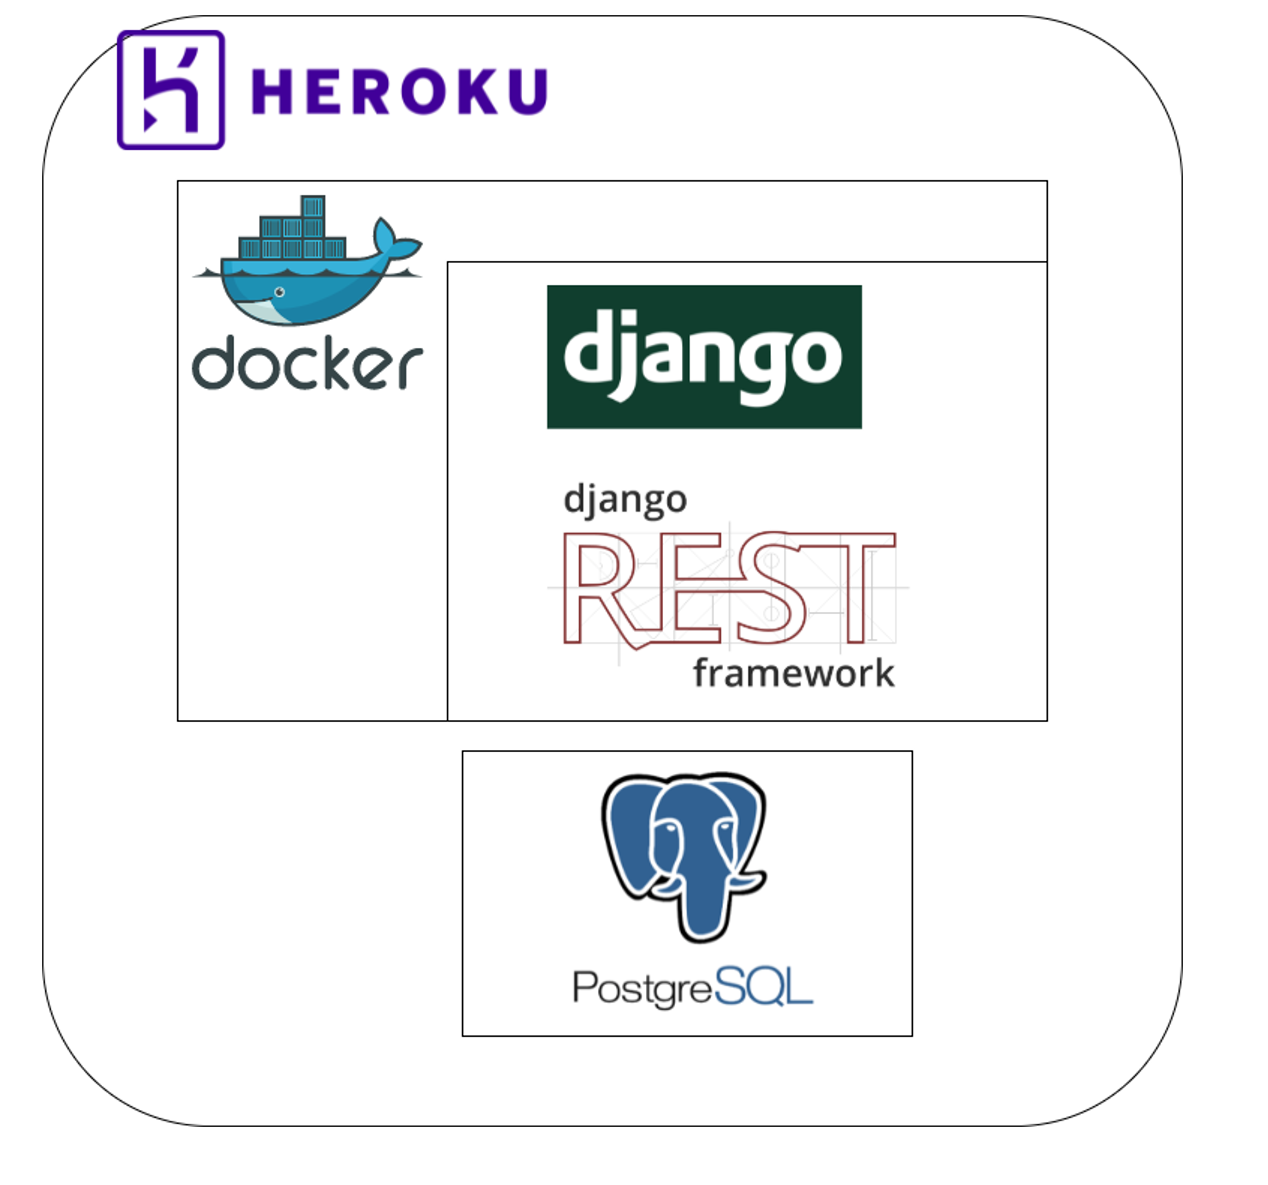 HEROKU
docker
django
django
REST
framework
PostgreSQL